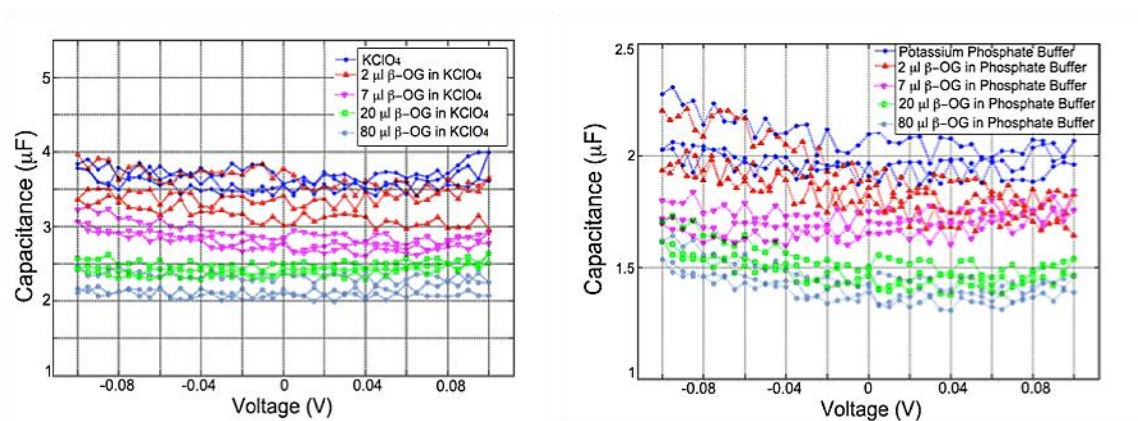 5
4
3
2
1
Capacitance (μF)
-0.08
-0.04
0
0.04
0.08
Voltage (V)
KClO₄
2 μl β-OG in KClO₄
7 μl β-OG in KClO₄
20 μl β-OG in KClO₄
80 μl β-OG in KClO₄
2.5
2
1.5
1
Capacitance (μF)
-0.08
-0.04
0
0.04
0.08
Voltage (V)
Potassium Phosphate Buffer
2 μl β-OG in Phosphate Buffer
7 μl β-OG in Phosphate Buffer
20 μl β-OG in Phosphate Buffer
80 μl β-OG in Phosphate Buffer